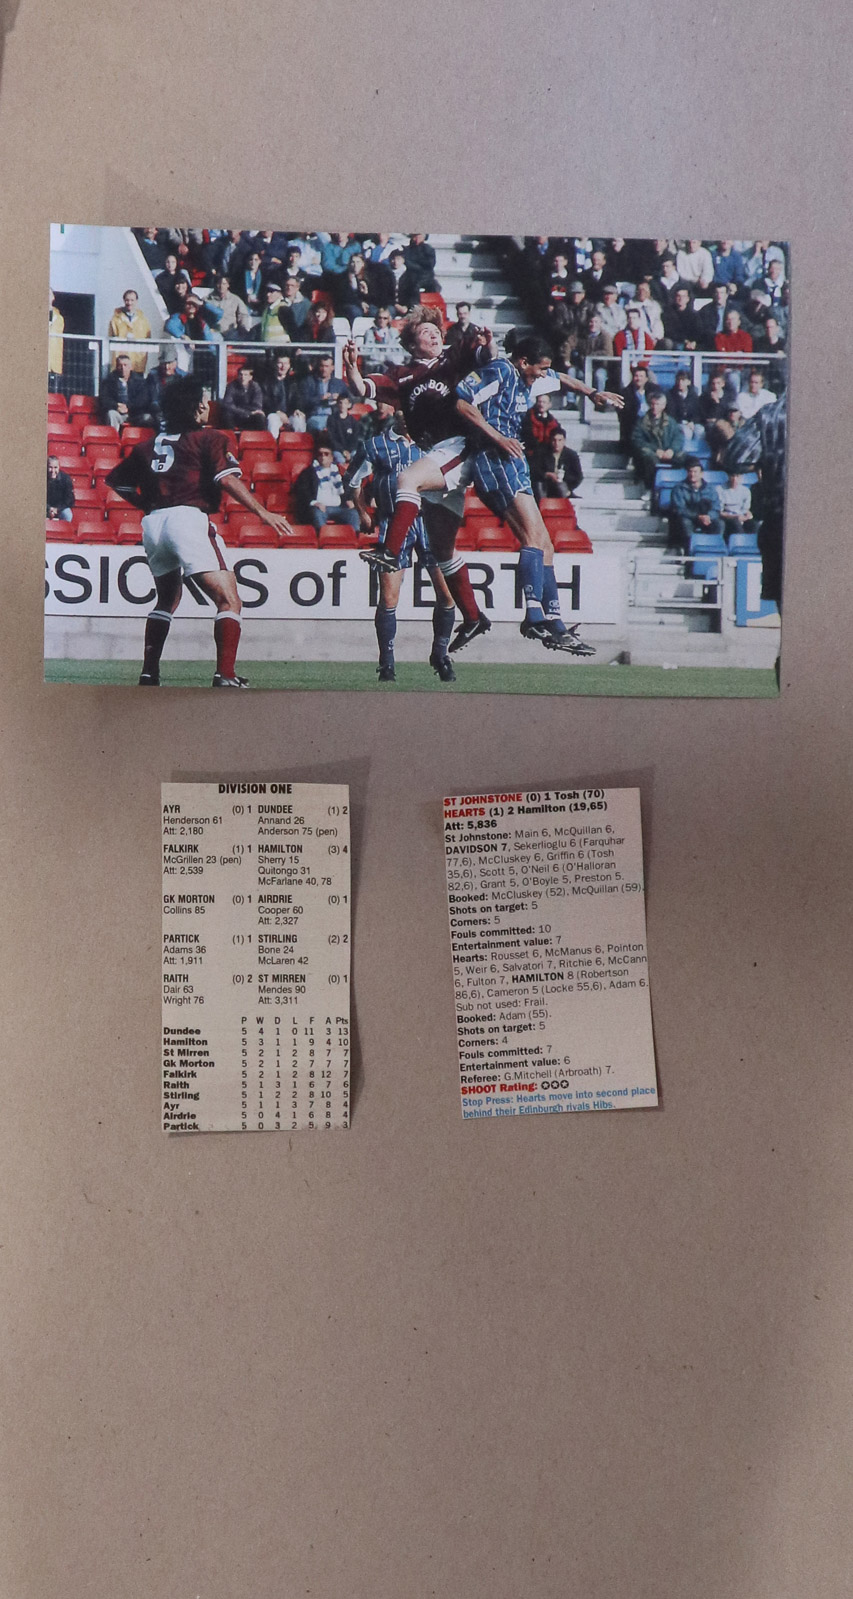 5
SSIC S of PERTH
DIVISION ONE
AYR (0) 1 DUNDEE (1) 2
Henderson 61 Annand 26
Att: 2,180 Anderson 75 (pen)
FALKIRK (1) 1 HAMILTON (3) 4
McGrillen 23 (pen) Sherry 15
Att: 2,539 Quitongo 31
McFarlane 40, 78
GK MORTON (0) 1 AIRDRIE (0) 1
Collins 85 Cooper 60
Att: 2,327
PARTICK (1) 1 STIRLING (2) 2
Adams 36 Bone 24
Att: 1,911 McLaren 42
RAITH (0) 2 ST MIRREN (0) 1
Dair 63 Mendes 90
Wright 76 Att: 3,311
P W D L F A Pts
Dundee 5 4 1 0 11 3 13
Hamilton 5 3 1 1 9 4 10
St Mirren 5 2 1 2 8 7 7
Gk Morton 5 2 1 2 7 7 7
Falkirk 5 2 1 2 8 12 7
Raith 5 1 3 1 6 7 6
Stirling 5 1 2 2 8 10 5
Ayr 5 1 1 3 7 8 4
Airdrie 5 0 4 1 6 8 4
Partick 5 0 3 2 5 9 3
ST JOHNSTONE (0) 1 Tosh (70)
HEARTS (1) 2 Hamilton (19,65)
Att: 5,836
St Johnstone: Main 6, McQuillan 6,
DAVIDSON 7, Sekerlioglu 6 (Farquhar
77,6), McCluskey 6, Griffin 6 (Tosh
35,6), Scott 5, O'Neil 6 (O'Halloran
82,6), Grant 5, O'Boyle 5, Preston 5.
Booked: McCluskey (52), McQuillan (59).
Shots on target: 5
Corners: 5
Fouls committed: 10
Entertainment value: 7
Hearts: Rousset 6, McManus 6, Pointon
5, Weir 6, Salvatori 7, Ritchie 6, McCann
6, Fulton 7, HAMILTON 8 (Robertson
86,6), Cameron 5 (Locke 55,6), Adam 6.
Sub not used: Frail.
Booked: Adam (55).
Shots on target: 5
Corners: 4
Fouls committed: 7
Entertainment value: 6
Referee: G.Mitchell (Arbroath) 7.
SHOOT Rating: ✪✪✪
Stop Press: Hearts move into second place
behind their Edinburgh rivals Hibs.